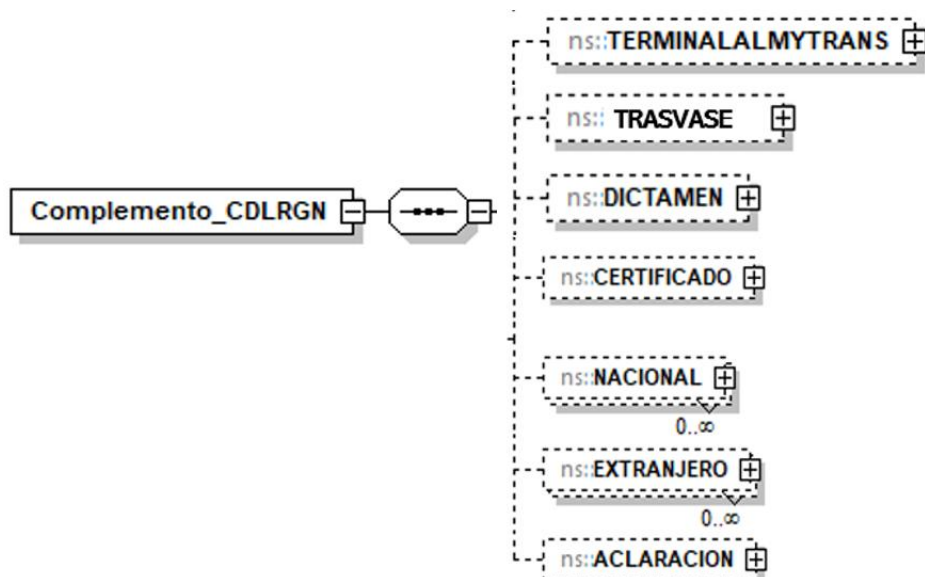 ns::TERMINALALMYTRANS
ns:: TRASVASE
ns::DICTAMEN
Complemento_CDLRGN
ns::CERTIFICADO
ns::NACIONAL
0..∞
ns::EXTRANJERO
0..∞
ns::ACLARACION